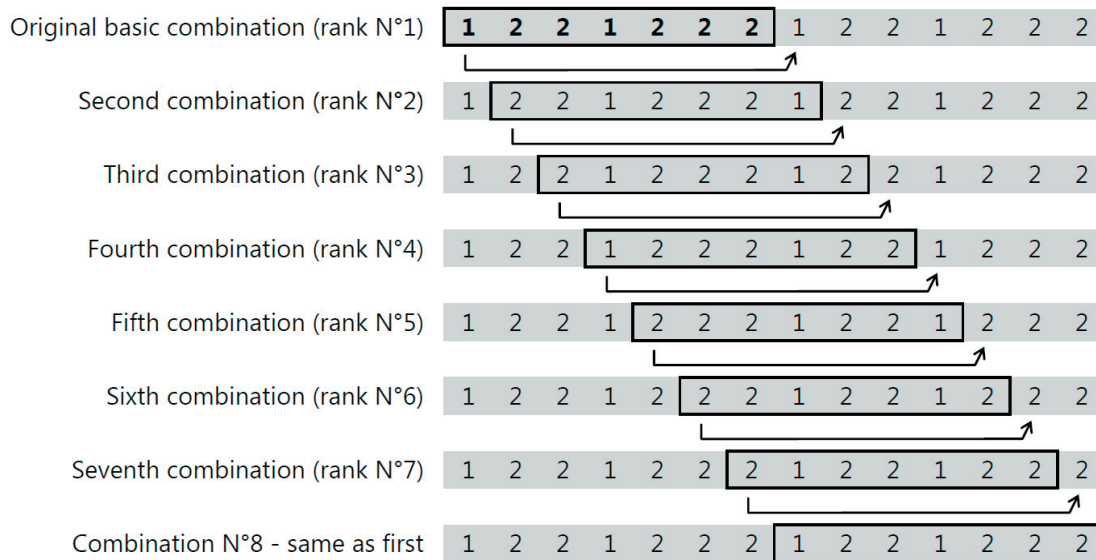 Original basic combination (rank N°1) 1 2 2 1 2 2 2 1 2 2 1 2 2 2
Second combination (rank N°2) 1 2 2 1 2 2 2 1 2 2 1 2 2 2
Third combination (rank N°3) 1 2 2 1 2 2 2 1 2 2 1 2 2 2
Fourth combination (rank N°4) 1 2 2 1 2 2 2 1 2 2 1 2 2 2
Fifth combination (rank N°5) 1 2 2 1 2 2 2 1 2 2 1 2 2 2
Sixth combination (rank N°6) 1 2 2 1 2 2 2 1 2 2 1 2 2 2
Seventh combination (rank N°7) 1 2 2 1 2 2 2 1 2 2 1 2 2 2
Combination N°8 - same as first 1 2 2 1 2 2 2 1 2 2 1 2 2 2